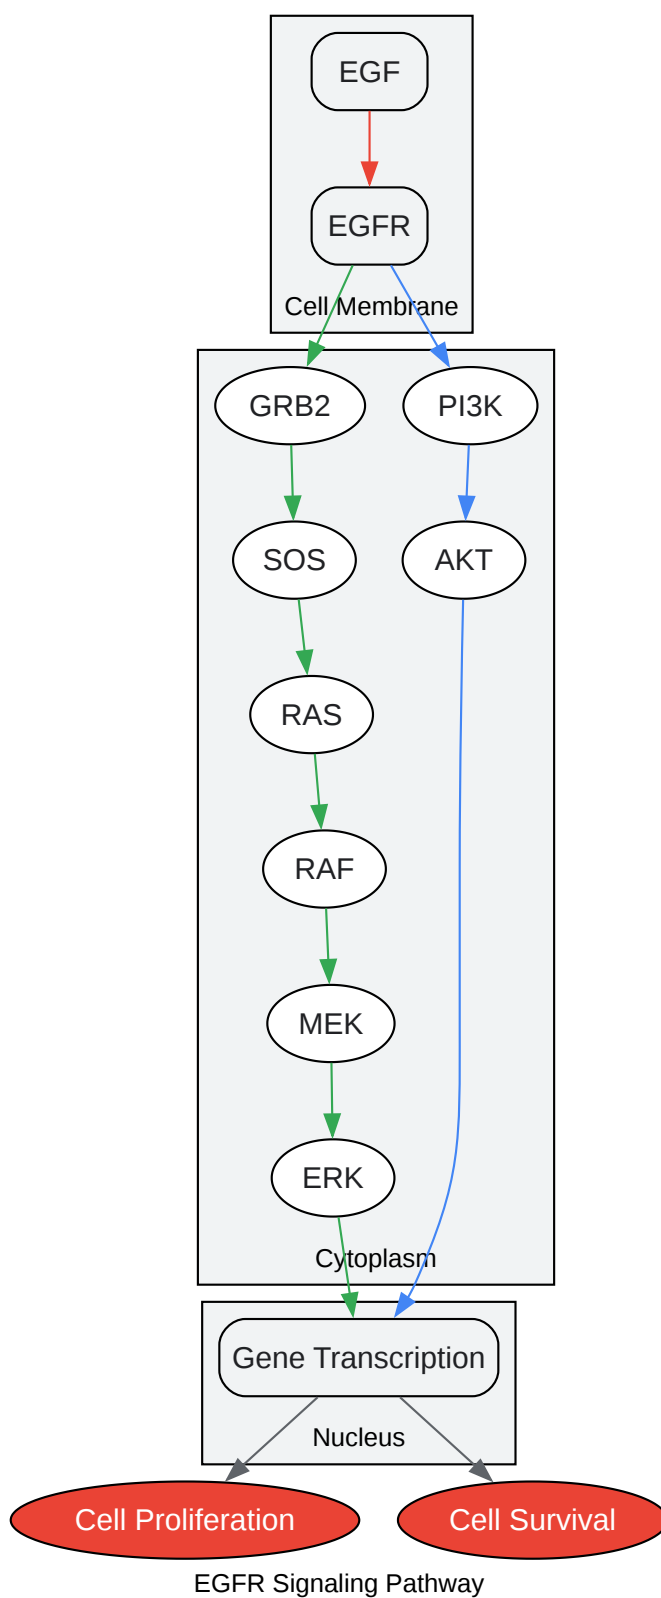 EGF
EGFR
Cell Membrane
GRB2
PI3K
SOS
AKT
RAS
RAF
MEK
ERK
Cytoplasm
Gene Transcription
Nucleus
Cell Proliferation
Cell Survival
EGFR Signaling Pathway